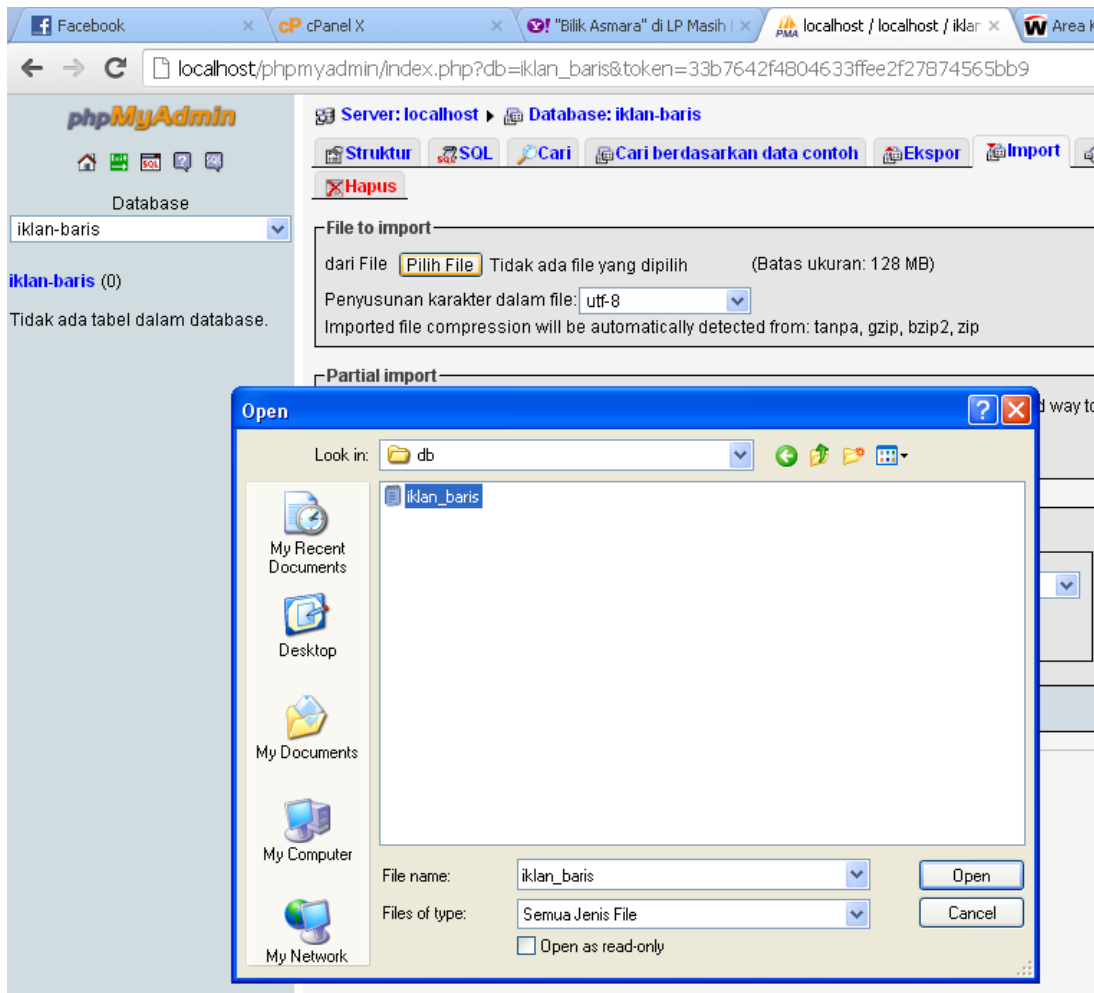 Facebook
cPanel X
"Bilik Asmara" di LP Masih
localhost / localhost / iklan
Area K
localhost/phpmyadmin/index.php?db=iklan_baris&token=33b7642f4804633ffee2f27874565bb9
phpMyAdmin
Database
iklan-baris
iklan-baris (0)
Tidak ada tabel dalam database.
Server: localhost Database: iklan-baris
Struktur SQL Cari Cari berdasarkan data contoh Ekspor Import
Hapus
File to import
dari File Pilih File Tidak ada file yang dipilih (Batas ukuran: 128 MB)
Penyusunan karakter dalam file: utf-8
Imported file compression will be automatically detected from: tanpa, gzip, bzip2, zip
Partial import
d way to
Open
Look in: db
iklan_baris
My Recent Documents
Desktop
My Documents
My Computer
My Network
File name: iklan_baris Open
Files of type: Semua Jenis File Cancel
Open as read-only